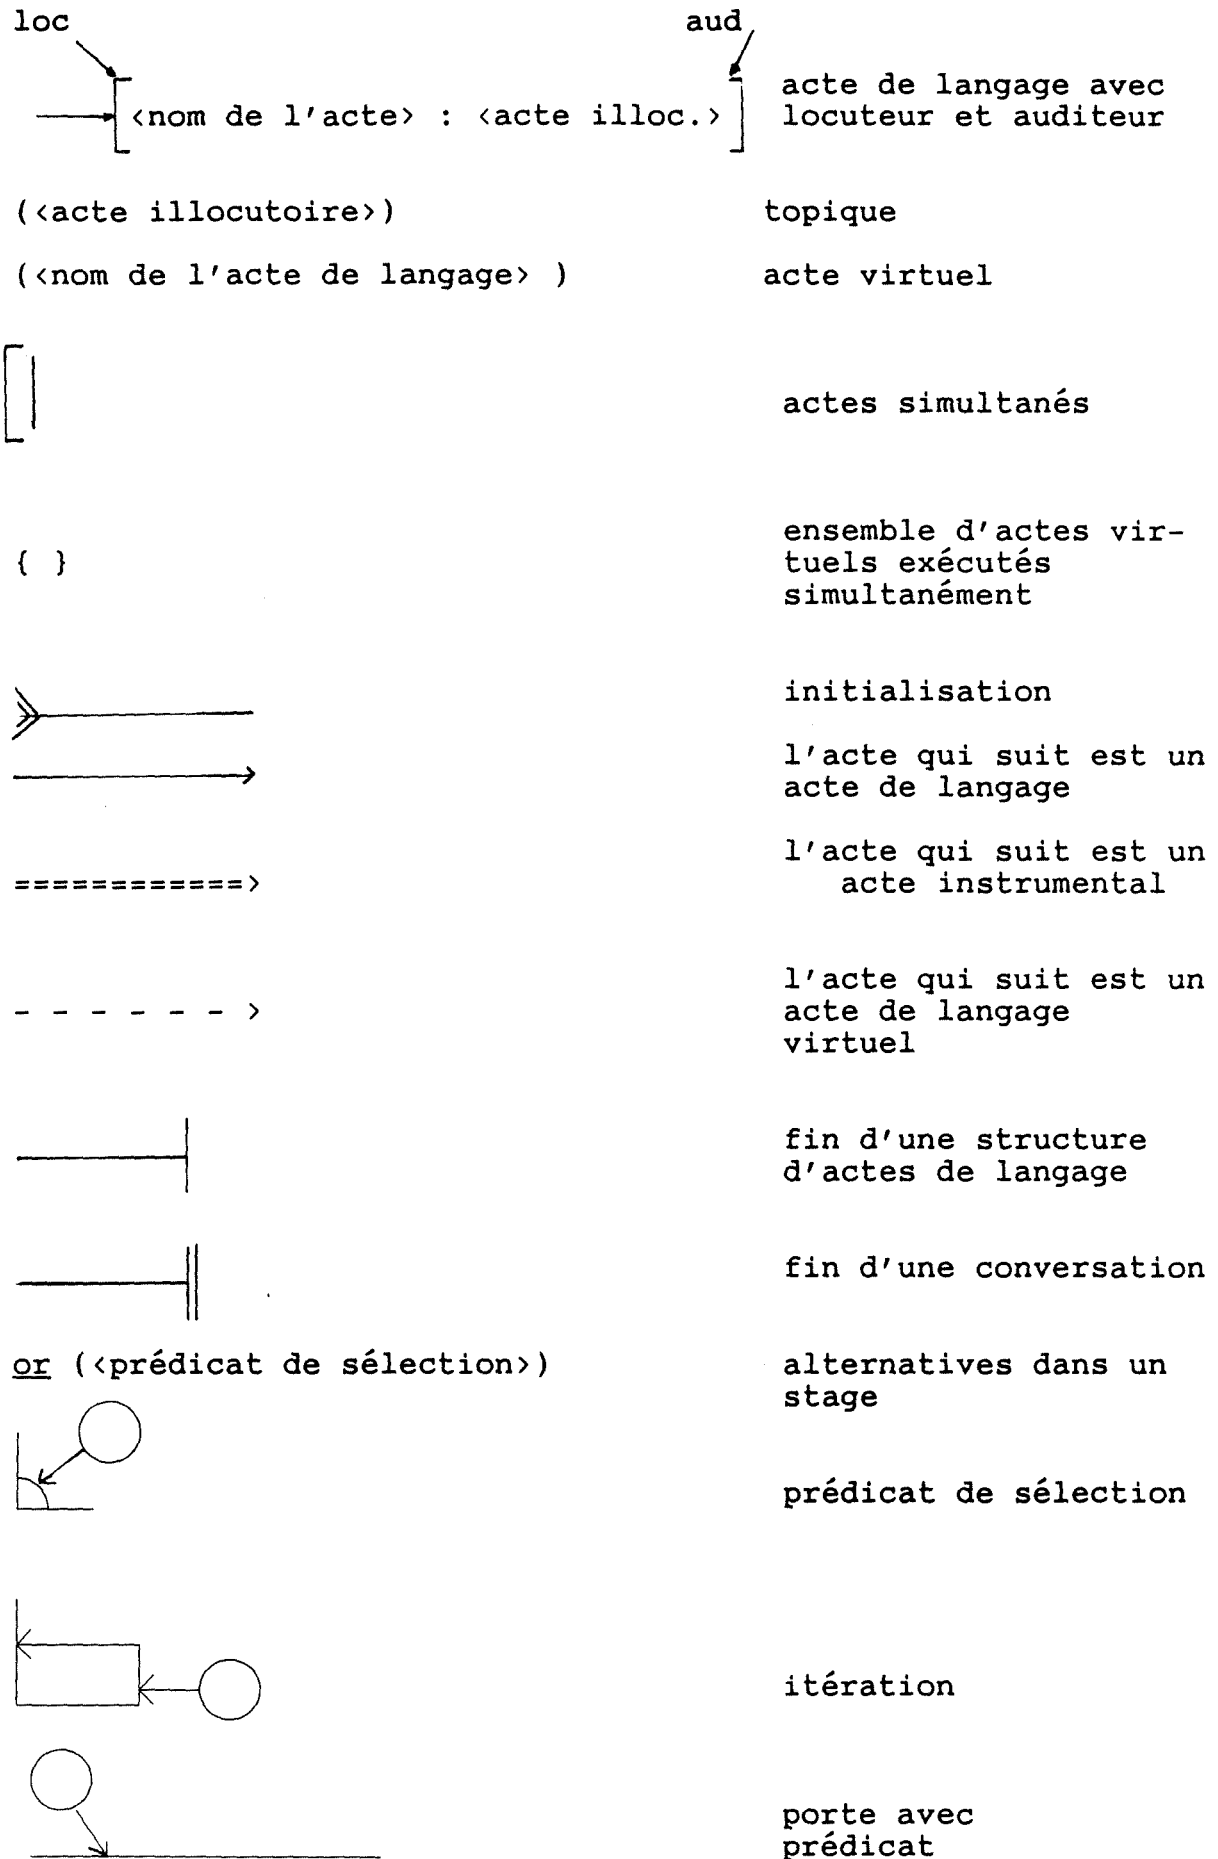 loc aud
<nom de l'acte> : <acte illoc.> acte de langage avec
locuteur et auditeur
(<acte illocutoire>) topique
(<nom de l'acte de langage> ) acte virtuel
actes simultanés
ensemble d'actes vir-
{ } tuels exécutés
simultanément
initialisation
l'acte qui suit est un
acte de langage
l'acte qui suit est un
============> acte instrumental
l'acte qui suit est un
- - - - - - > acte de langage
virtuel
fin d'une structure
d'actes de langage
fin d'une conversation
or (<prédicat de sélection>) alternatives dans un
stage
prédicat de sélection
itération
porte avec
prédicat